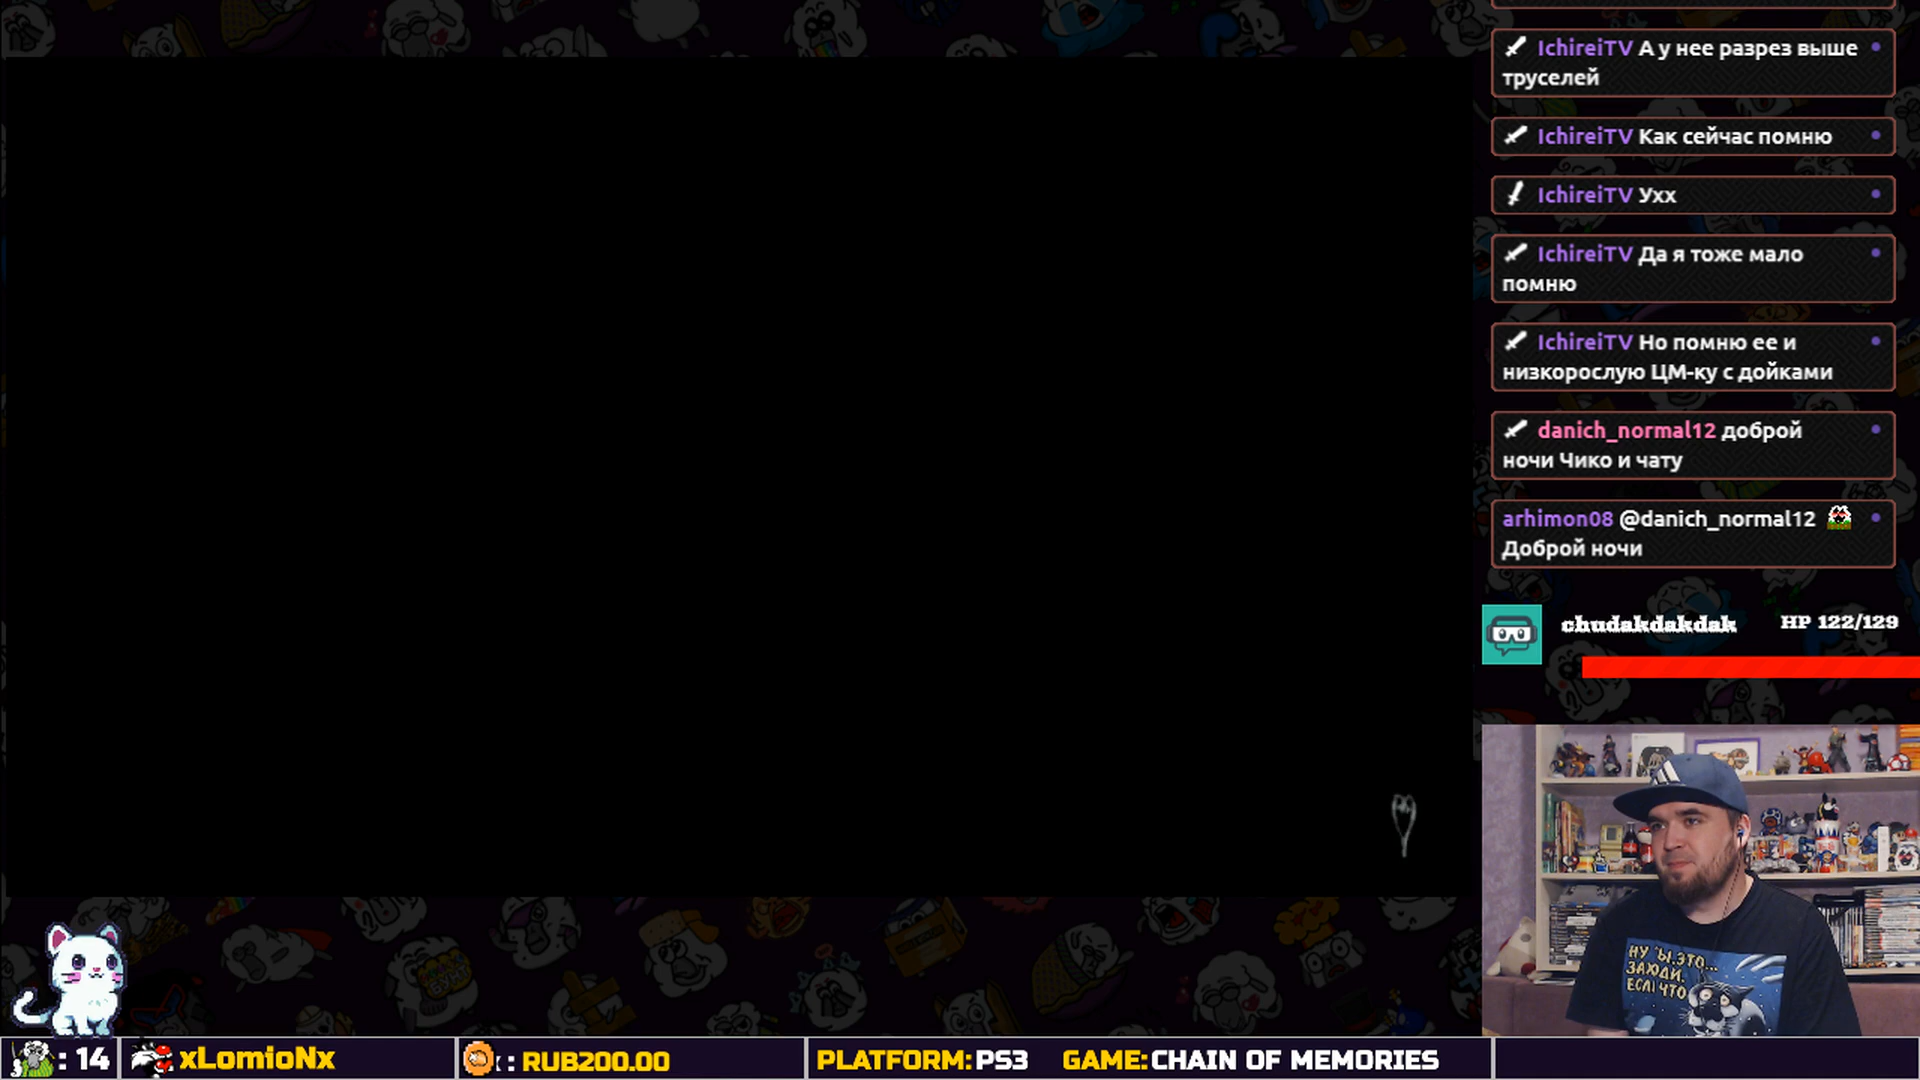 IchireiTV А у нее разрез выше
труселей
IchireiTV Как сейчас помню
IchireiTV Ухх
IchireiTV Да я тоже мало
помню
IchireiTV Но помню ее и
низкорослую ЦМ-ку с дойками
danich_normal12 доброй
ночи Чико и чату
arhimon08 @danich_normal12
Доброй ночи
chudakdakdak HP 122/129
НУ ЫЭТО...
ЗАХОДИ,
ЕСЛИ ЧТО
: 14 xLomioNx : RUB200.00 PLATFORM: PS3 GAME: CHAIN OF MEMORIES